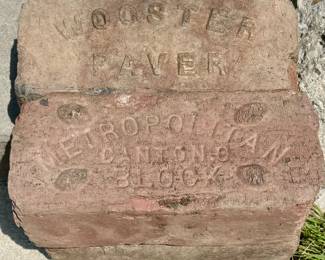 WOOSTER
PAVER
METROPOLITAN
CANTON.O.
BLOCK